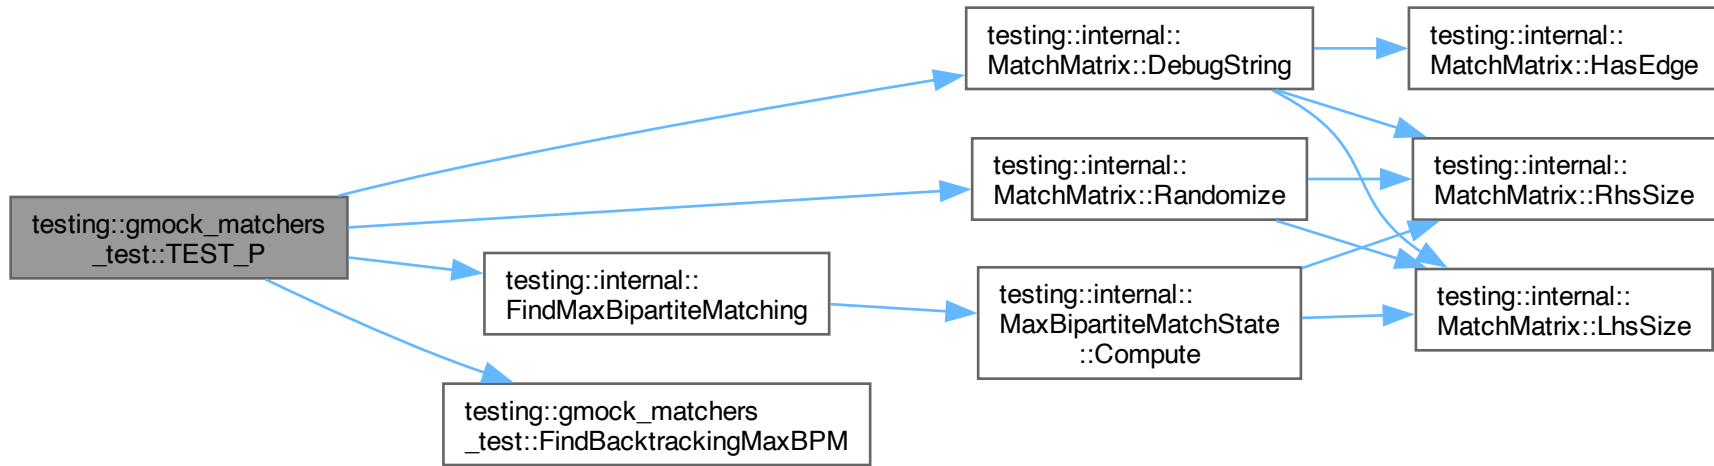 testing::gmock_matchers
_test::TEST_P
testing::internal::
MatchMatrix::DebugString
testing::internal::
MatchMatrix::HasEdge
testing::internal::
MatchMatrix::RhsSize
testing::internal::
MatchMatrix::LhsSize
testing::internal::
MatchMatrix::Randomize
testing::internal::
FindMaxBipartiteMatching
testing::internal::
MaxBipartiteMatchState
::Compute
testing::gmock_matchers
_test::FindBacktrackingMaxBPM